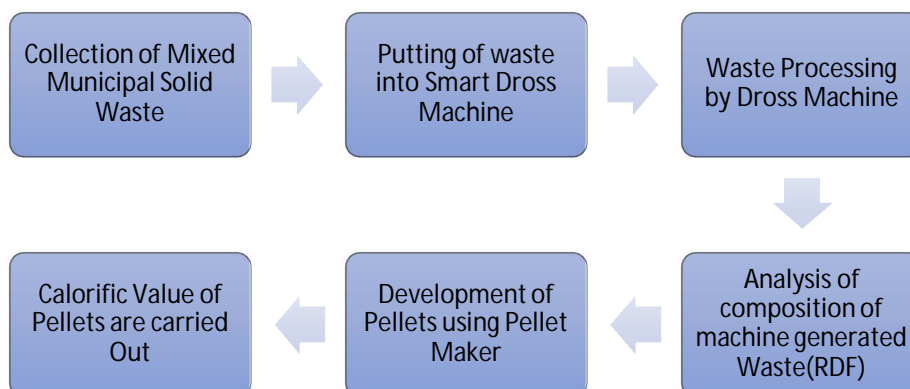 Collection of Mixed
Municipal Solid
Waste
Putting of waste
into Smart Dross
Machine
Waste Processing
by Dross Machine
Analysis of
composition of
machine generated
Waste(RDF)
Development of
Pellets using Pellet
Maker
Calorific Value of
Pellets are carried
Out